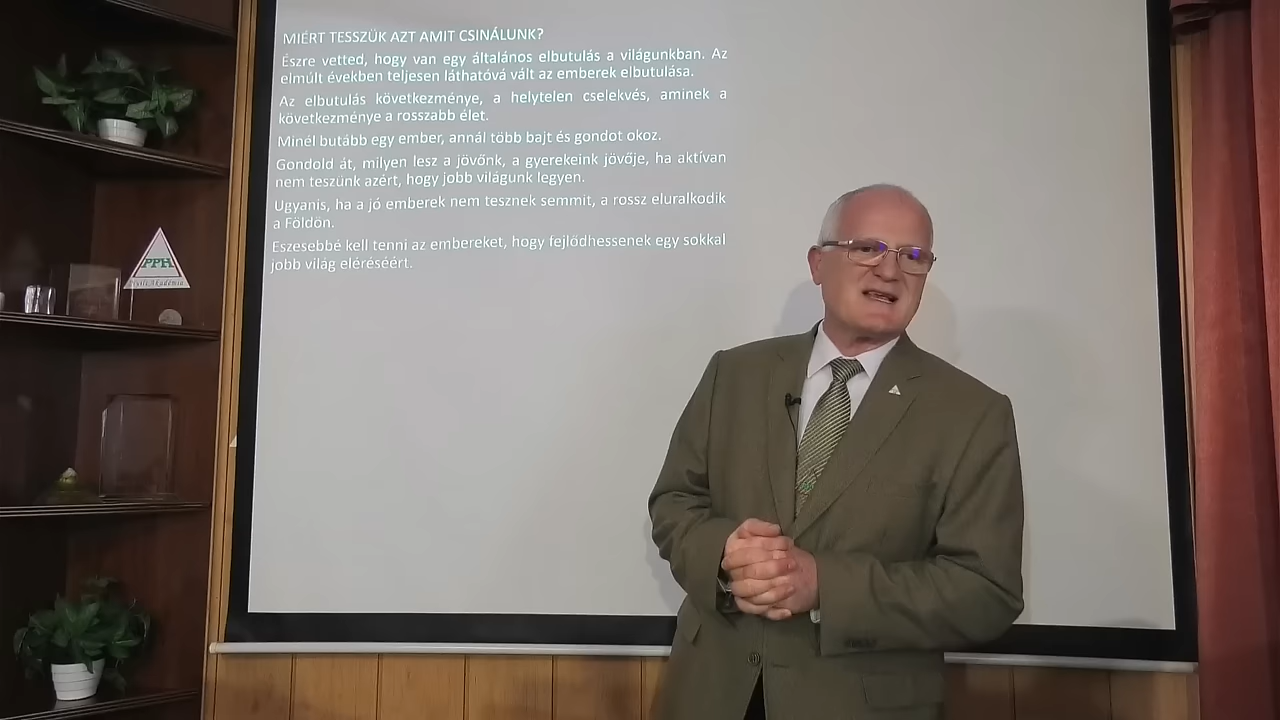 MIÉRT TESSZÜK AZT AMIT CSINÁLUNK?
Észre vetted, hogy van egy általános elbutulás a világunkban. Az
elmúlt években teljesen láthatóvá vált az emberek elbutulása.
Az elbutulás következménye, a helytelen cselekvés, aminek a
következménye a rosszabb élet.
Minél butább egy ember, annál több bajt és gondot okoz.
Gondold át, milyen lesz a jövőnk, a gyerekeink jövője, ha aktívan
nem teszünk azért, hogy jobb világunk legyen.
Ugyanis, ha a jó emberek nem tesznek semmit, a rossz eluralkodik
a Földön.
Eszesebbé kell tenni az embereket, hogy fejlődhessenek egy sokkal
jobb világ eléréséért.
PPH
Nyílt Akadémia